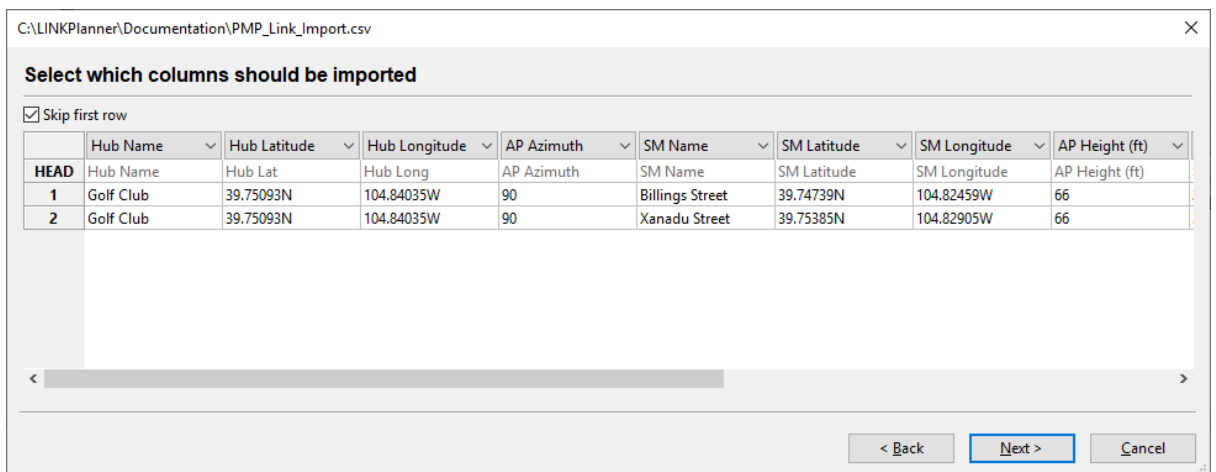 C:\LINKPlanner\Documentation\PMP_Link_Import.csv
Select which columns should be imported
Skip first row
Hub Name Hub Latitude Hub Longitude AP Azimuth SM Name SM Latitude SM Longitude AP Height (ft)
HEAD Hub Name Hub Lat Hub Long AP Azimuth SM Name SM Latitude SM Longitude AP Height (ft)
1 Golf Club 39.75093N 104.84035W 90 Billings Street 39.74739N 104.82459W 66
2 Golf Club 39.75093N 104.84035W 90 Xanadu Street 39.75385N 104.82905W 66
< Back Next > Cancel